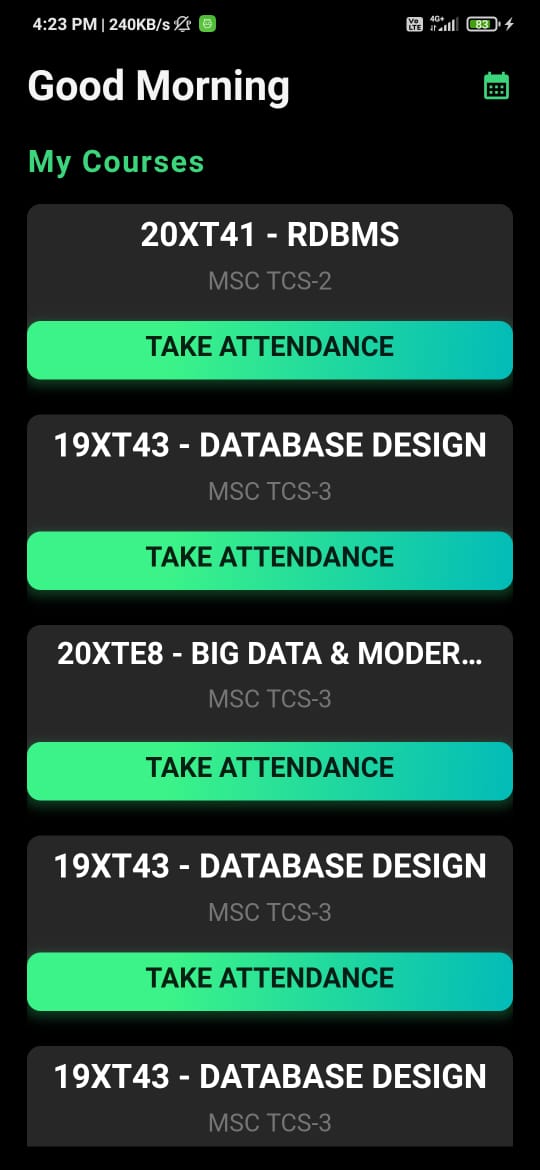 4:23 PM | 240KB/s
Vo LTE 4G+ 83
Good Morning
My Courses
20XT41 - RDBMS
MSC TCS-2
TAKE ATTENDANCE
19XT43 - DATABASE DESIGN
MSC TCS-3
TAKE ATTENDANCE
20XTE8 - BIG DATA & MODER...
MSC TCS-3
TAKE ATTENDANCE
19XT43 - DATABASE DESIGN
MSC TCS-3
TAKE ATTENDANCE
19XT43 - DATABASE DESIGN
MSC TCS-3